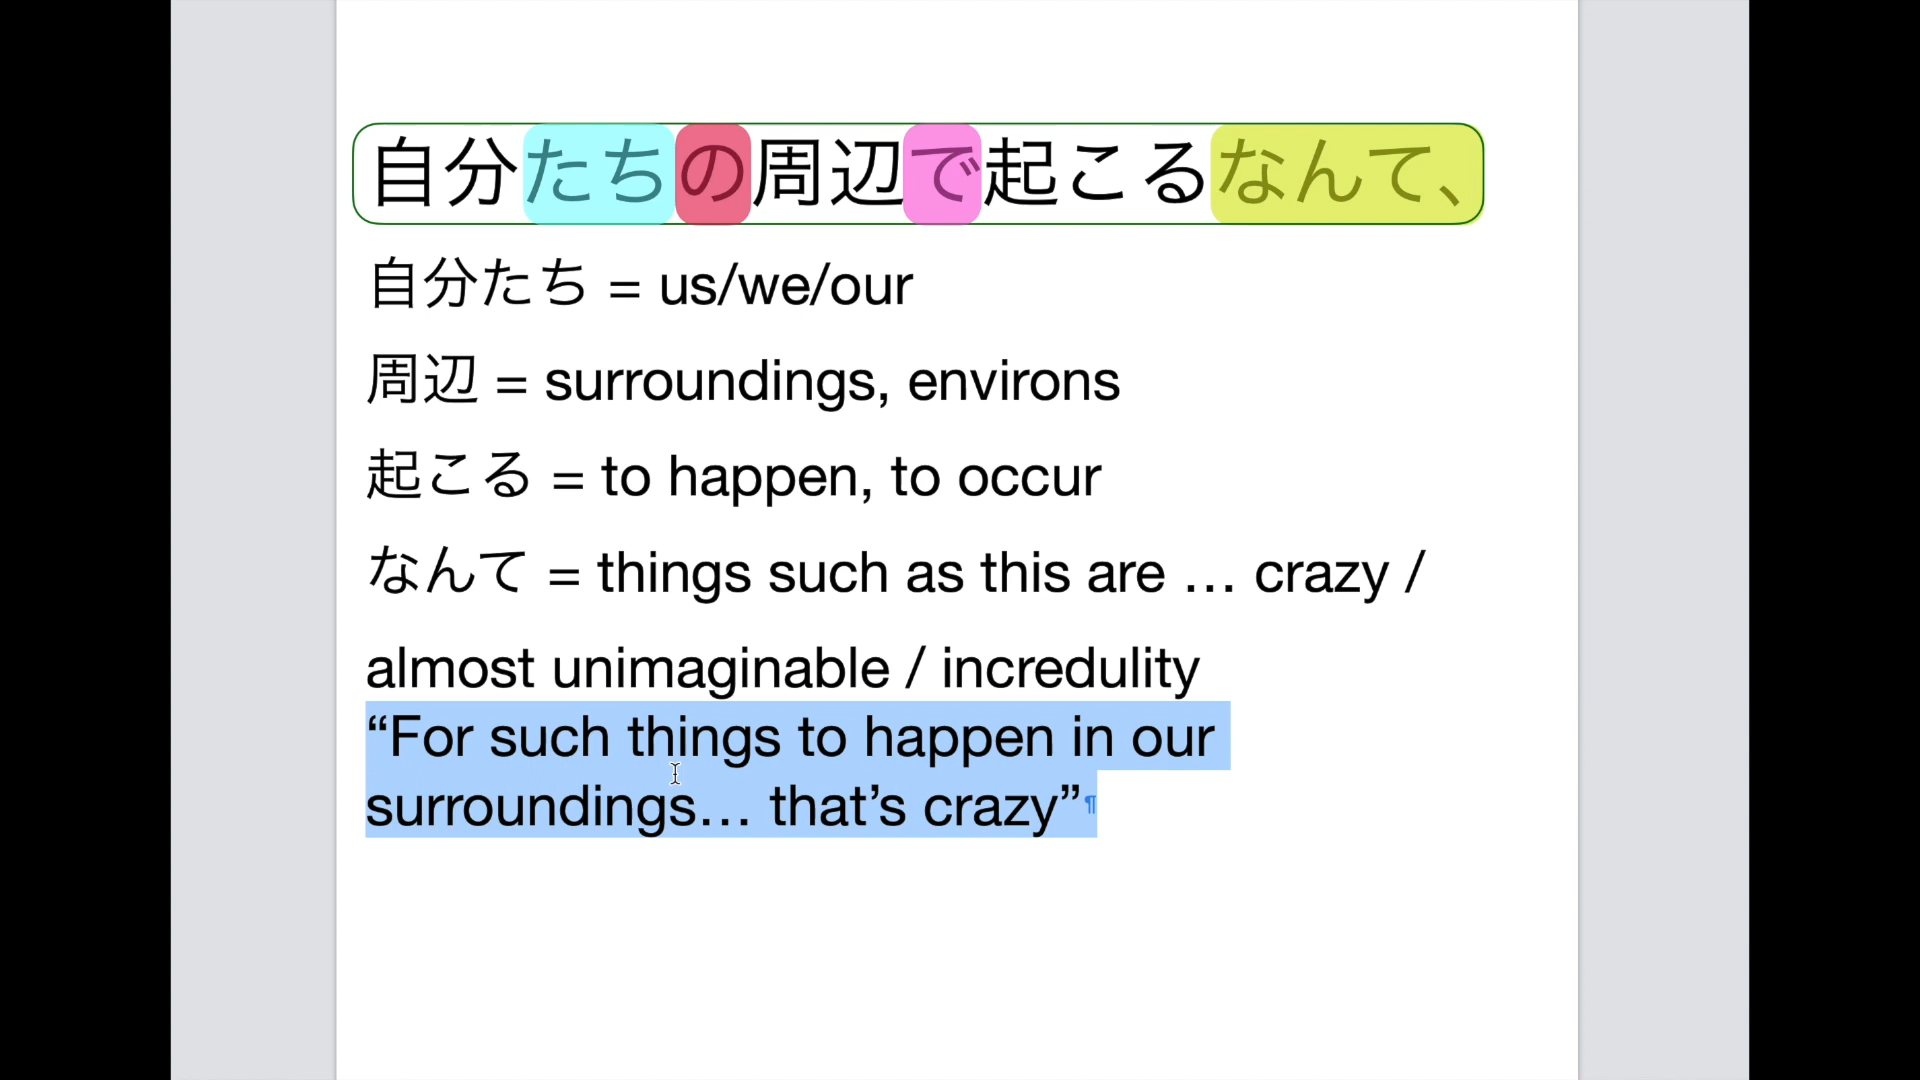 自分たちの周辺で起こるなんて、
自分たち = us/we/our
周辺 = surroundings, environs
起こる = to happen, to occur
なんて = things such as this are … crazy /
almost unimaginable / incredulity
“For such things to happen in our
surroundings… that’s crazy”¶